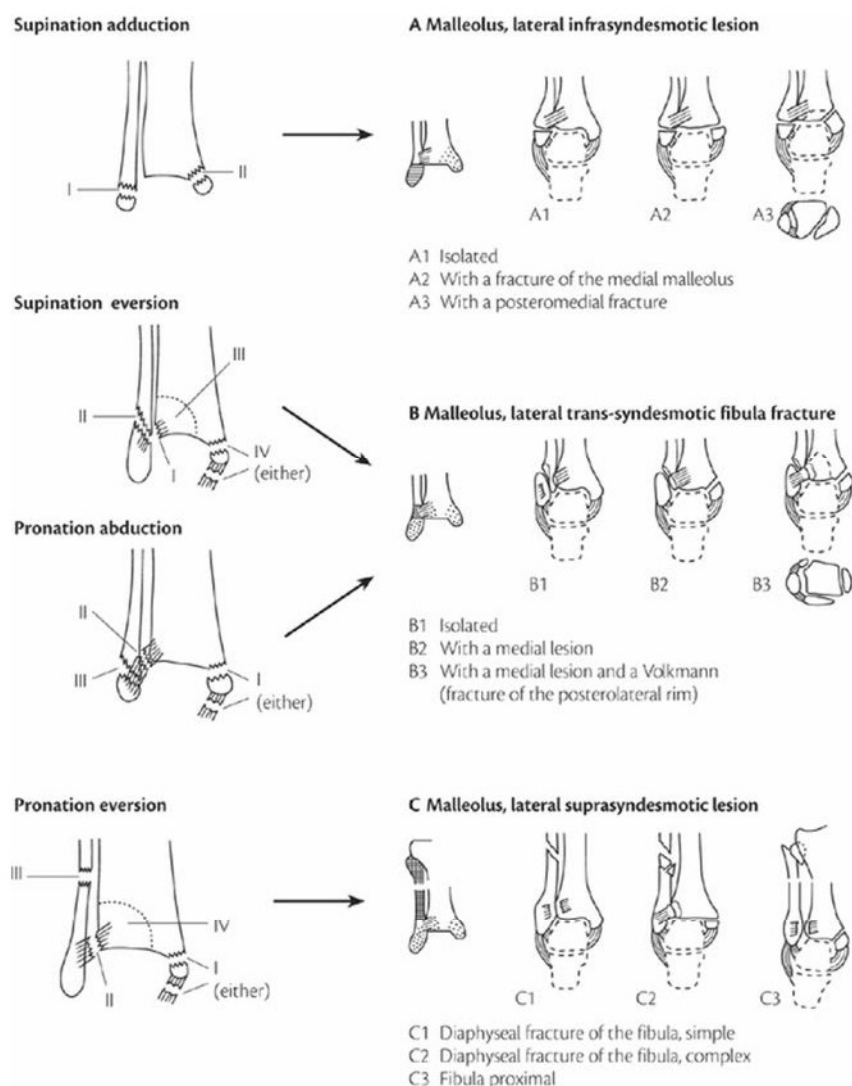 Supination adduction
I
II
A Malleolus, lateral infrasyndesmotic lesion
A1
A2
A3
A1 Isolated
A2 With a fracture of the medial malleolus
A3 With a posteromedial fracture
Supination eversion
III
II
I
IV
(either)
B Malleolus, lateral trans-syndesmotic fibula fracture
B1
B2
B3
B1 Isolated
B2 With a medial lesion
B3 With a medial lesion and a Volkmann
(fracture of the posterolateral rim)
Pronation abduction
II
III
I
(either)
Pronation eversion
III
IV
I
(either)
II
C Malleolus, lateral suprasyndesmotic lesion
C1
C2
C3
C1 Diaphyseal fracture of the fibula, simple
C2 Diaphyseal fracture of the fibula, complex
C3 Fibula proximal